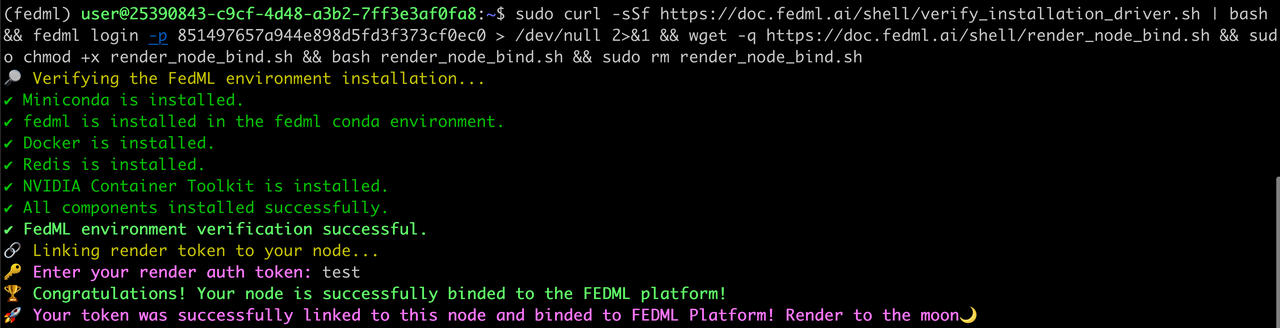 (fedml) user@25390843-c9cf-4d48-a3b2-7ff3e3af0fa8:~$ sudo curl -sSf https://doc.fedml.ai/shell/verify_installation_driver.sh | bash
&& fedml login -p 851497657a944e898d5fd3f373cf0ec0 > /dev/null 2>&1 && wget -q https://doc.fedml.ai/shell/render_node_bind.sh && sud
o chmod +x render_node_bind.sh && bash render_node_bind.sh && sudo rm render_node_bind.sh
🔎 Verifying the FedML environment installation...
✔ Miniconda is installed.
✔ fedml is installed in the fedml conda environment.
✔ Docker is installed.
✔ Redis is installed.
✔ NVIDIA Container Toolkit is installed.
✔ All components installed successfully.
✔ FedML environment verification successful.
🔗 Linking render token to your node...
🔑 Enter your render auth token: test
🏆 Congratulations! Your node is successfully binded to the FEDML platform!
🚀 Your token was successfully linked to this node and binded to FEDML Platform! Render to the moon🌙